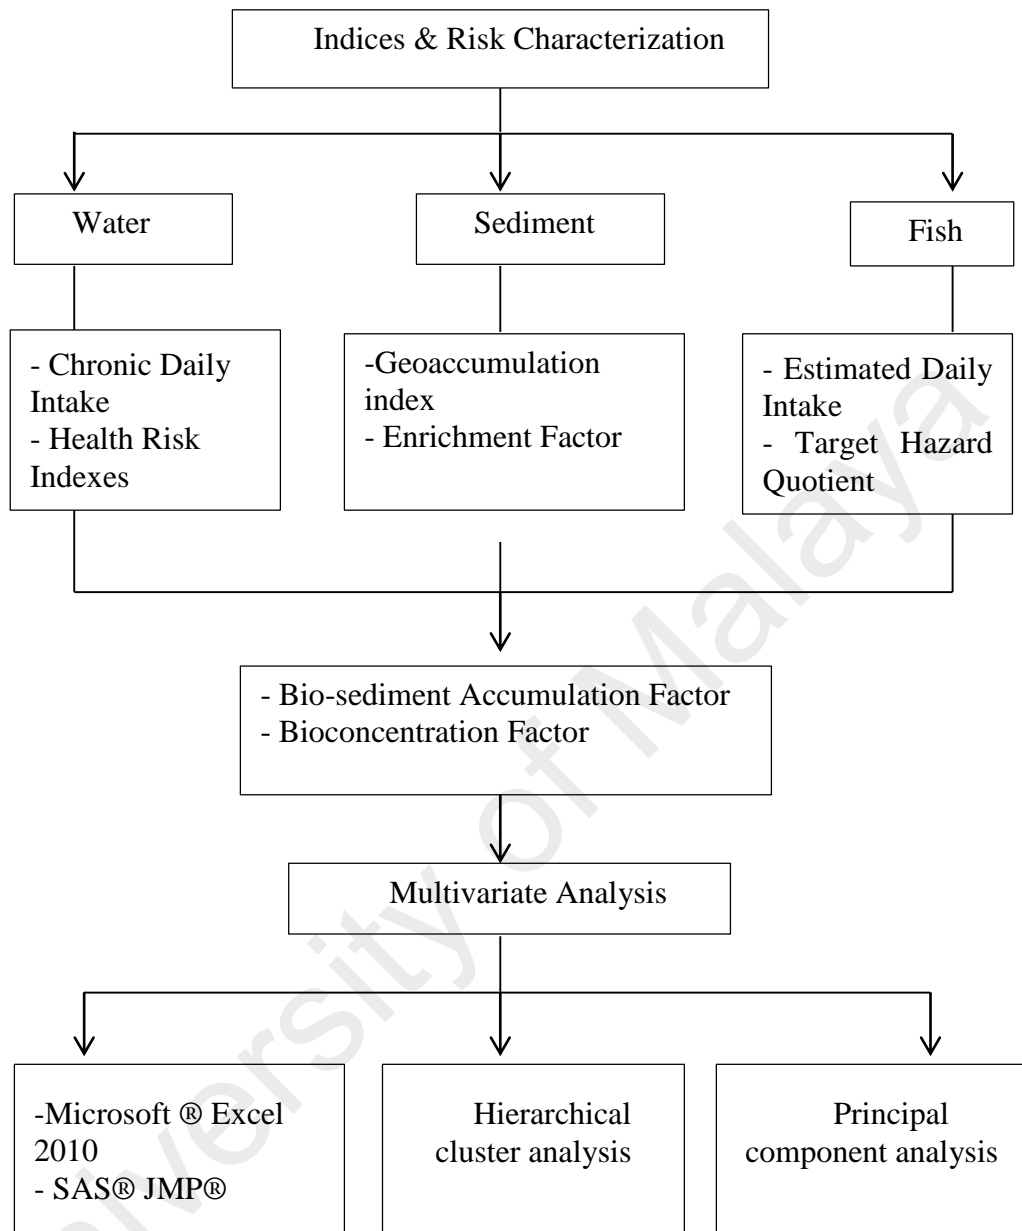 Indices & Risk Characterization
Water
Sediment
Fish
- Chronic Daily
Intake
- Health Risk
Indexes
-Geoaccumulation
index
- Enrichment Factor
- Estimated Daily
Intake
- Target Hazard
Quotient
- Bio-sediment Accumulation Factor
- Bioconcentration Factor
Multivariate Analysis
-Microsoft ® Excel
2010
- SAS® JMP®
Hierarchical
cluster analysis
Principal
component analysis
University of Malaya